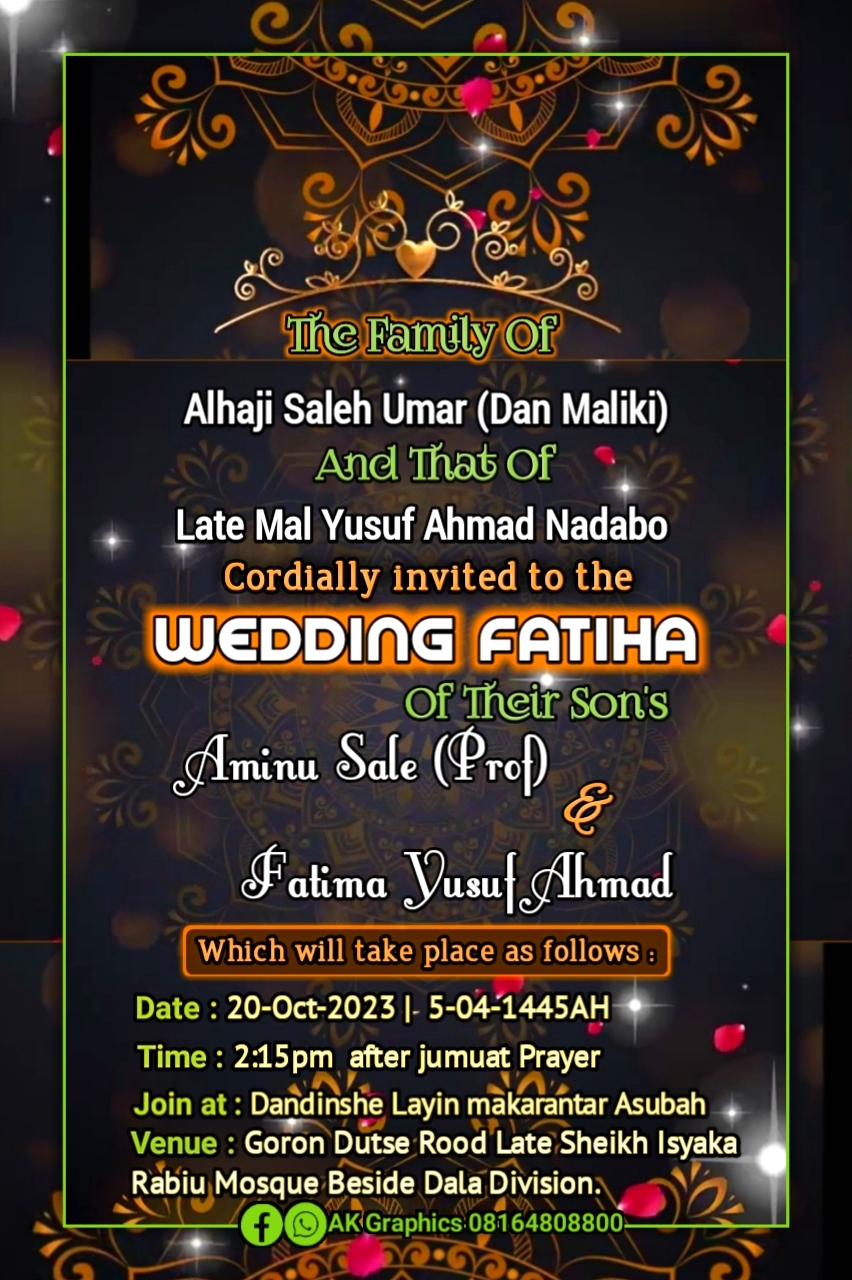 The Family Of
Alhaji Saleh Umar (Dan Maliki)
And That Of
Late Mal Yusuf Ahmad Nadabo
Cordially invited to the
WEDDING FATIHA
Of Their Son's
Aminu Sale (Prof)
&
Fatima Yusuf Ahmad
Which will take place as follows :
Date : 20-Oct-2023 | 5-04-1445AH
Time : 2:15pm after jumuat Prayer
Join at : Dandinshe Layin makarantar Asubah
Venue : Goron Dutse Rood Late Sheikh Isyaka
Rabiu Mosque Beside Dala Division.
AK Graphics 08164808800